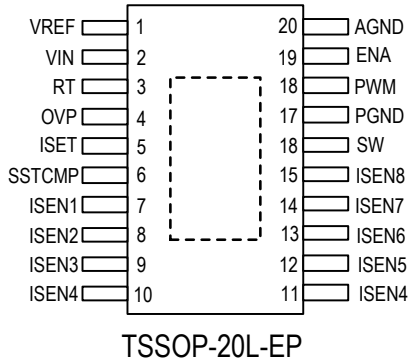 VREF 1 20 AGND
VIN 2 19 ENA
RT 3 18 PWM
OVP 4 17 PGND
ISET 5 18 SW
SSTCMP 6 15 ISEN8
ISEN1 7 14 ISEN7
ISEN2 8 13 ISEN6
ISEN3 9 12 ISEN5
ISEN4 10 11 ISEN4
TSSOP-20L-EP